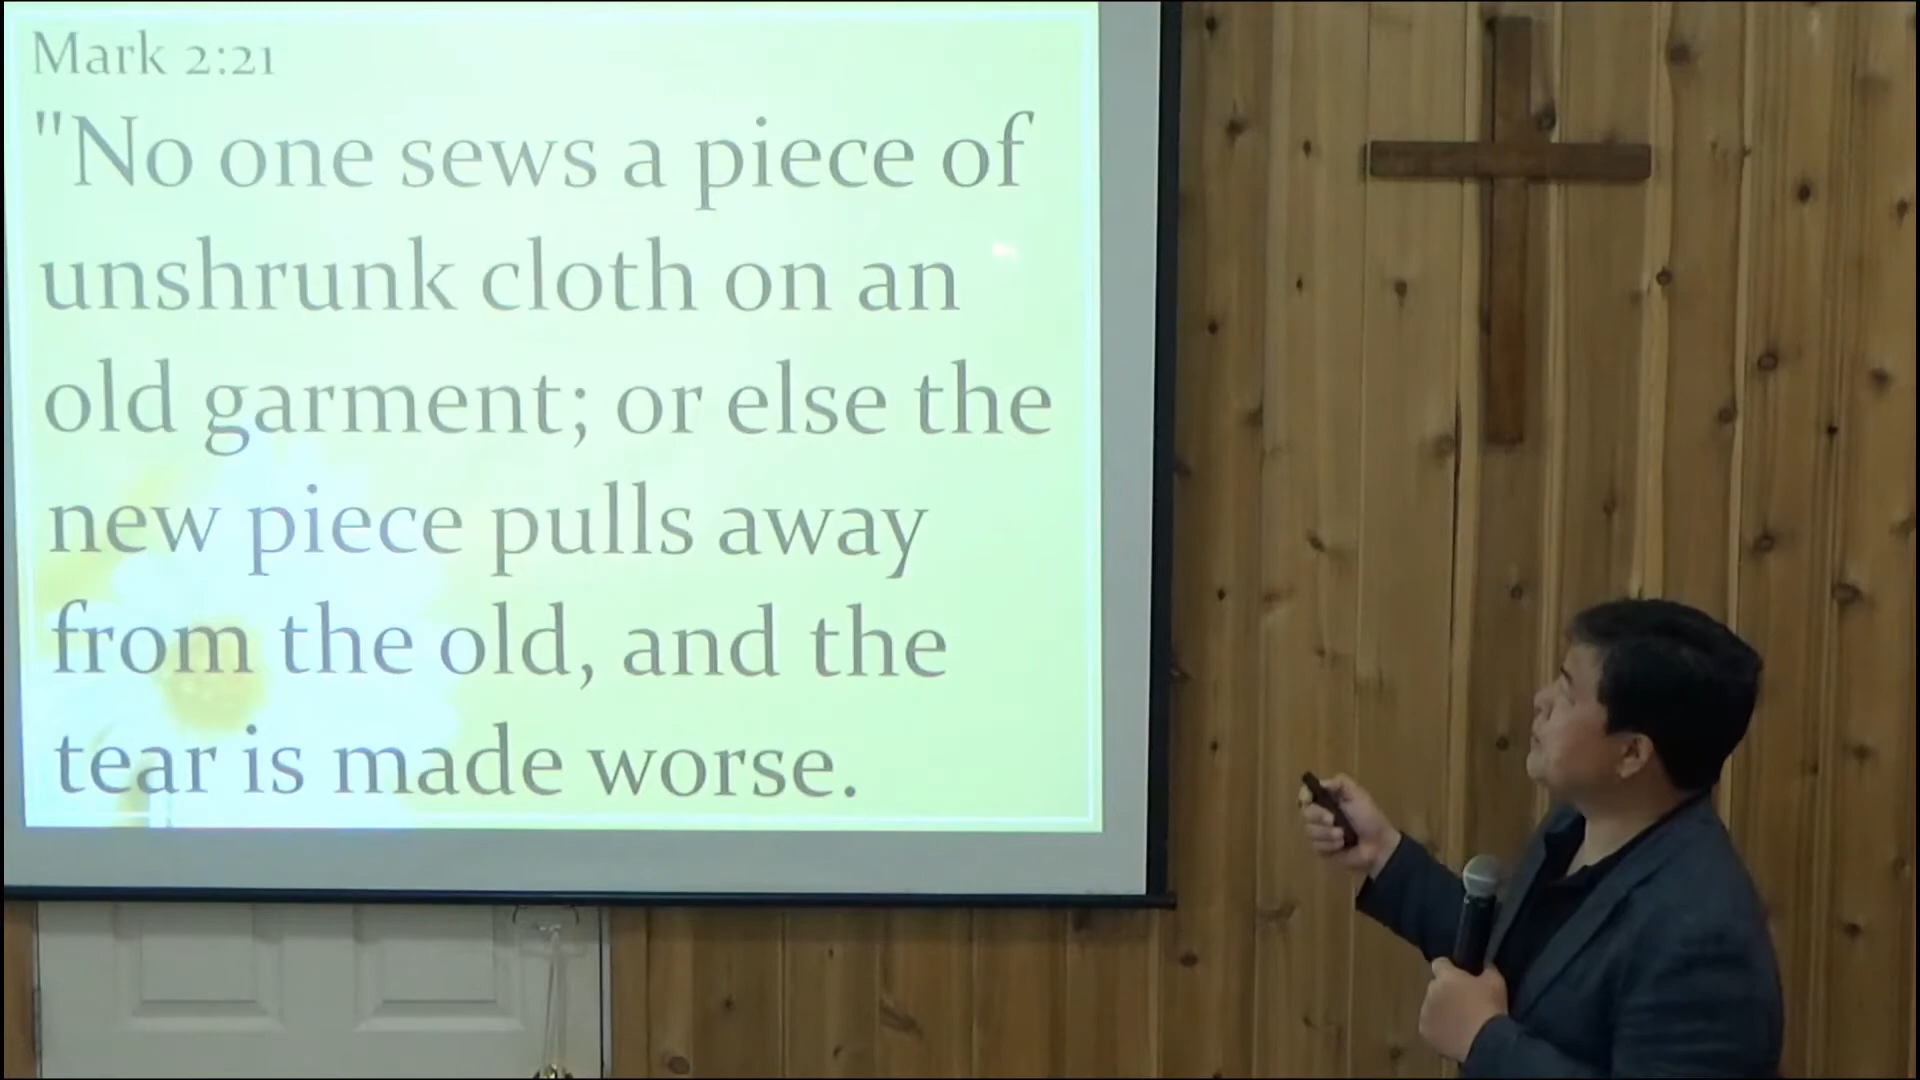 Mark 2:21
"No one sews a piece of
unshrunk cloth on an
old garment; or else the
new piece pulls away
from the old, and the
tear is made worse.